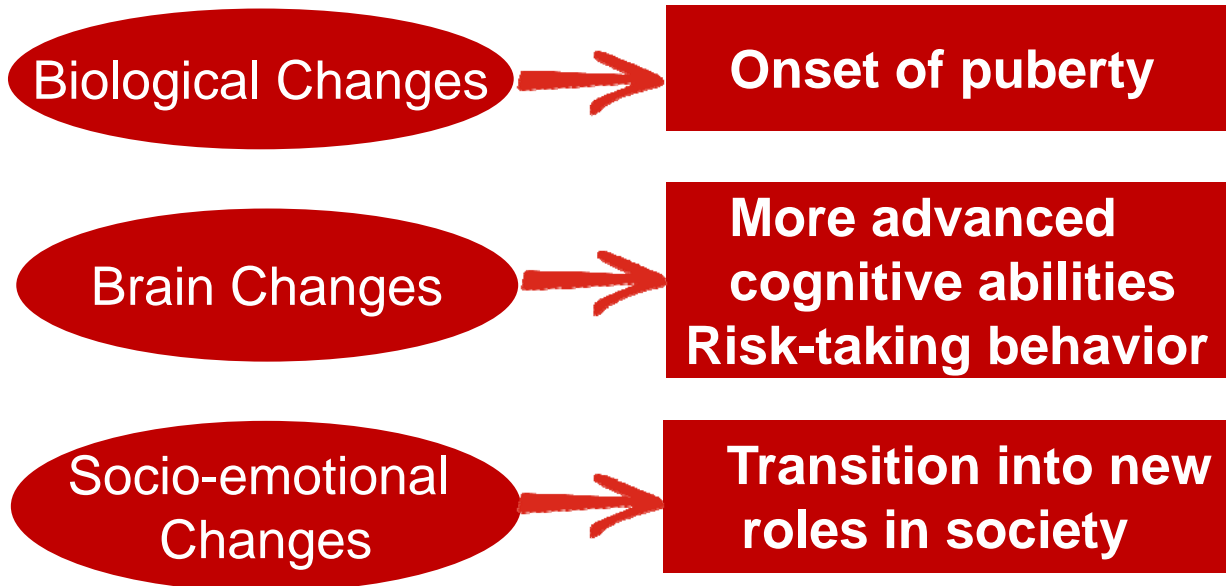 Biological Changes
Onset of puberty
Brain Changes
More advanced
cognitive abilities
Risk-taking behavior
Socio-emotional
Changes
Transition into new
roles in society